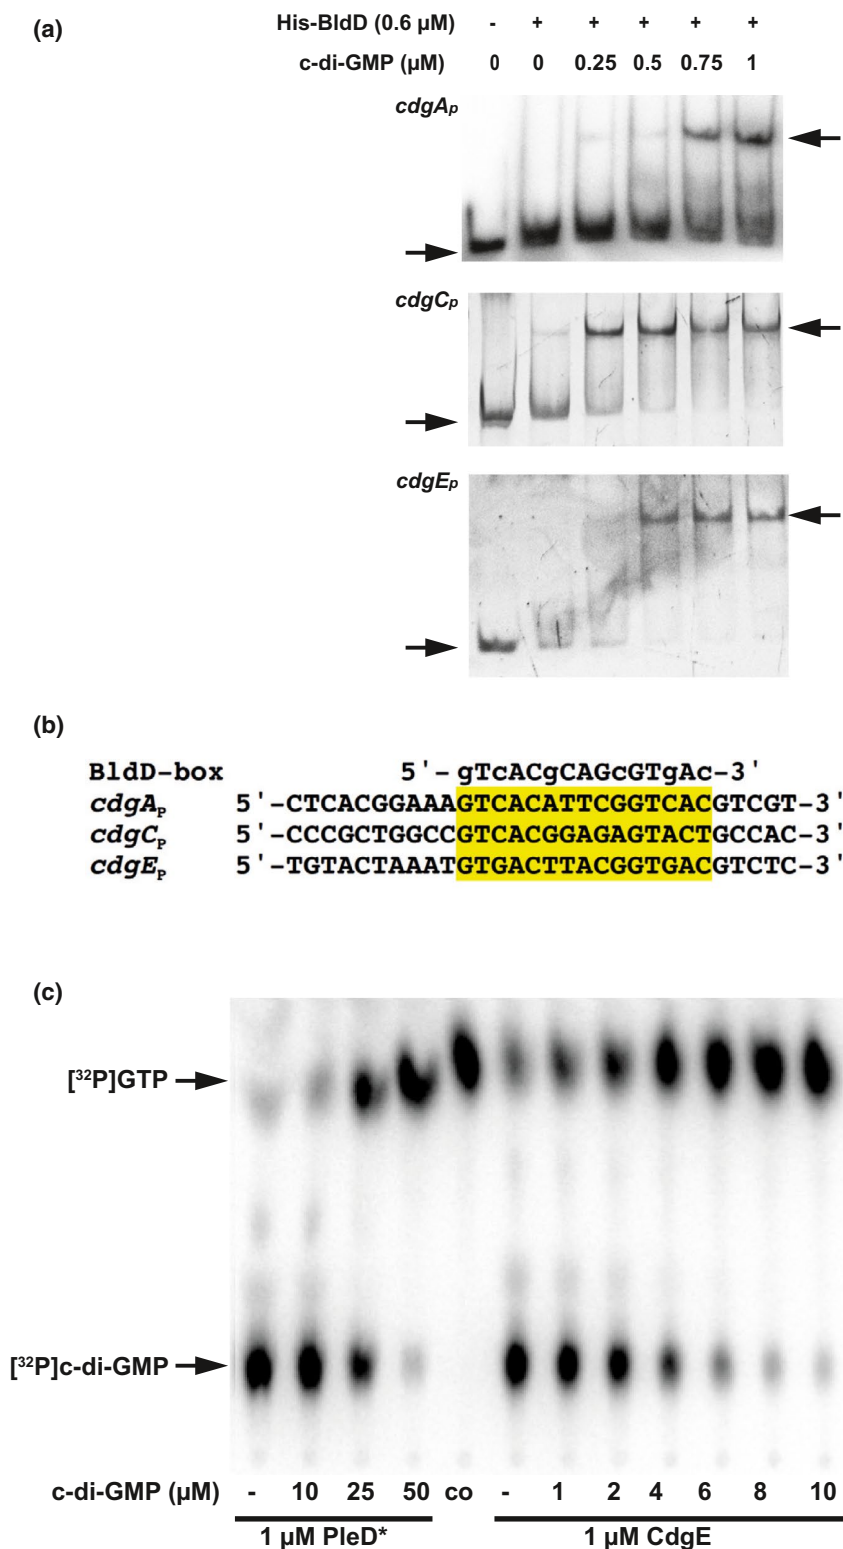 (a)
His-BldD (0.6 µM) - + + + + +
c-di-GMP (µM) 0 0 0.25 0.5 0.75 1
cdgAp
cdgCp
cdgEp
(b)
BldD-box 5'- gTcACgCAGcGTgAc-3'
cdgAP 5'-CTCACGGAAAGTCACATTCGGTCACGTCGT-3'
cdgCP 5'-CCCGCTGGCCGTCACGGAGAGTACTGCCAC-3'
cdgEP 5'-TGTACTAAATGTGACTTACGGTGACGTCTC-3'
(c)
[32P]GTP
[32P]c-di-GMP
c-di-GMP (µM) - 10 25 50 co - 1 2 4 6 8 10
1 µM PleD* 1 µM CdgE